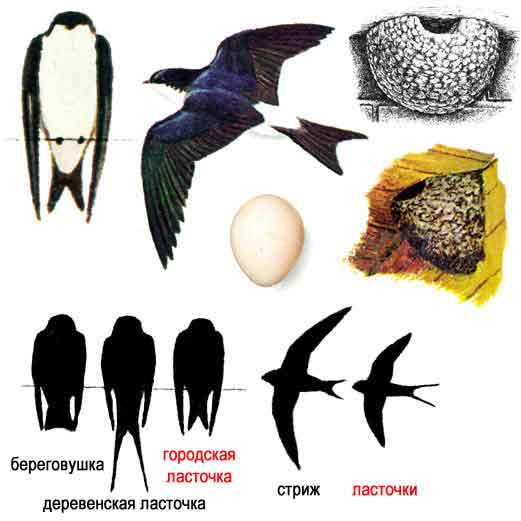 береговушка
городская
ласточка
деревенская ласточка
стриж
ласточки